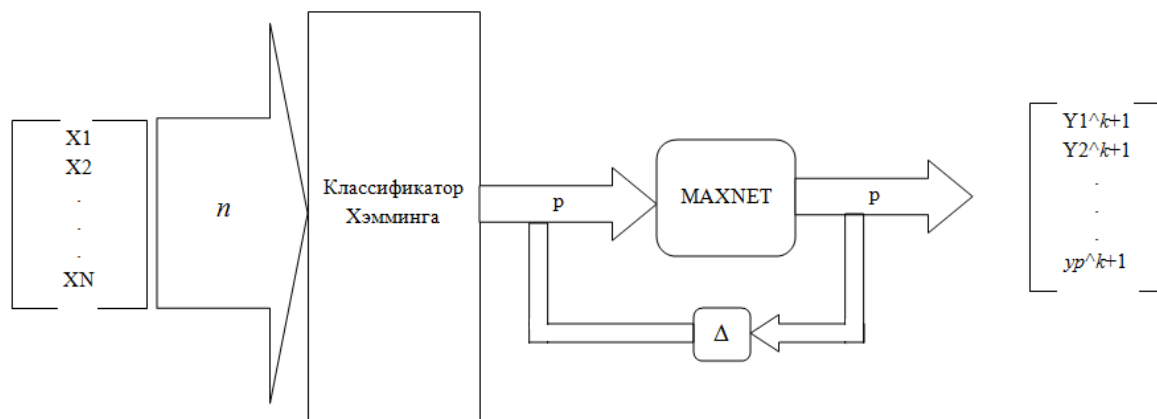 X1
X2
.
.
.
XN
n
Классификатор
Хэмминга
p
MAXNET
p
Δ
Y1^k+1
Y2^k+1
.
.
.
yp^k+1